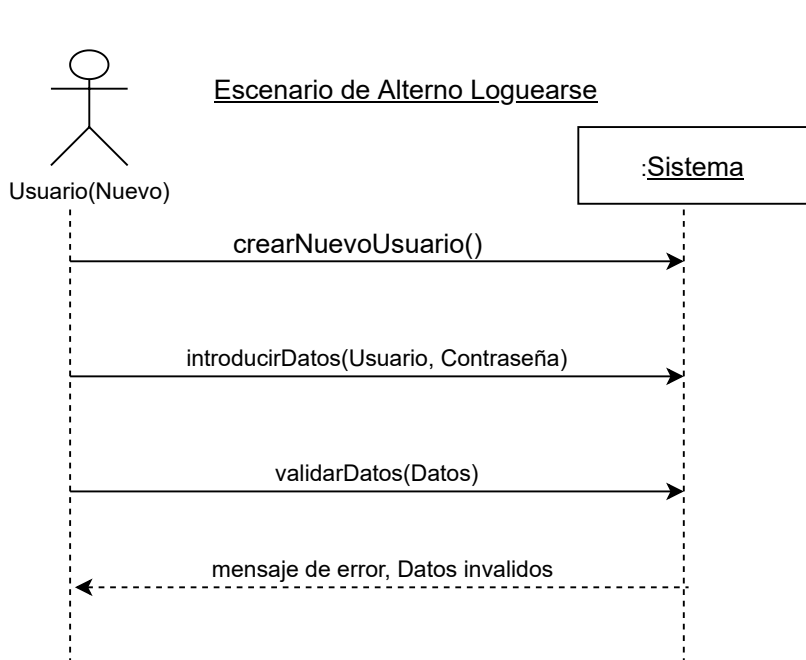 Escenario de Alterno Loguearse
:Sistema
Usuario(Nuevo)
crearNuevoUsuario()
introducirDatos(Usuario, Contraseña)
validarDatos(Datos)
mensaje de error, Datos invalidos